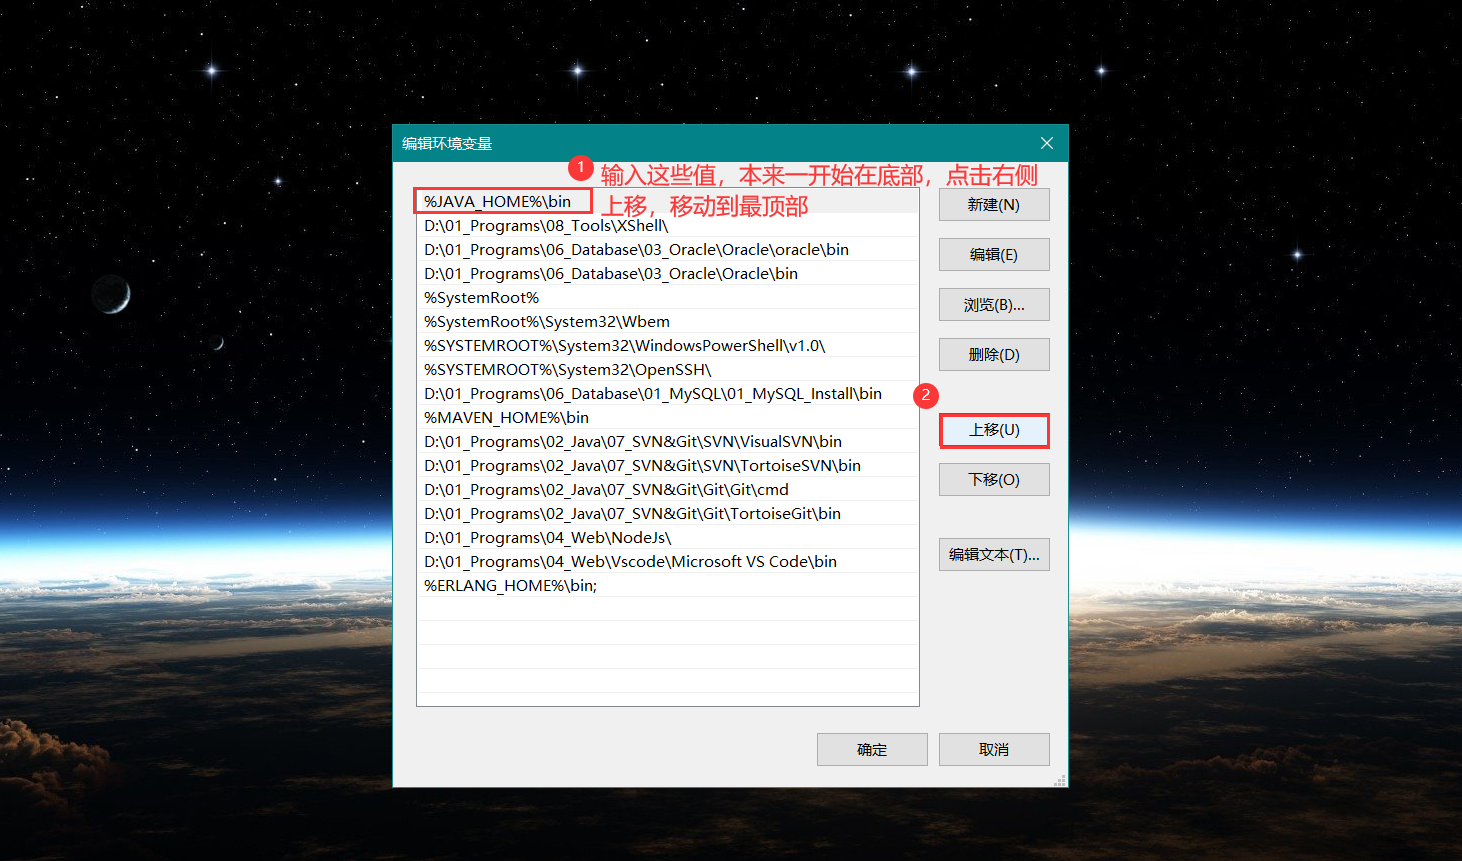 编辑环境变量
1
输入这些值，本来一开始在底部，点击右侧
上移，移动到最顶部
%JAVA_HOME%\bin
D:\01_Programs\08_Tools\XShell\
D:\01_Programs\06_Database\03_Oracle\Oracle\oracle\bin
D:\01_Programs\06_Database\03_Oracle\Oracle\bin
%SystemRoot%
%SystemRoot%\System32\Wbem
%SYSTEMROOT%\System32\WindowsPowerShell\v1.0\
%SYSTEMROOT%\System32\OpenSSH\
D:\01_Programs\06_Database\01_MySQL\01_MySQL_Install\bin
%MAVEN_HOME%\bin
D:\01_Programs\02_Java\07_SVN&Git\SVN\VisualSVN\bin
D:\01_Programs\02_Java\07_SVN&Git\SVN\TortoiseSVN\bin
D:\01_Programs\02_Java\07_SVN&Git\Git\Git\cmd
D:\01_Programs\02_Java\07_SVN&Git\Git\TortoiseGit\bin
D:\01_Programs\04_Web\NodeJs\
D:\01_Programs\04_Web\Vscode\Microsoft VS Code\bin
%ERLANG_HOME%\bin;
新建(N)
编辑(E)
浏览(B)...
删除(D)
2
上移(U)
下移(O)
编辑文本(T)...
确定
取消